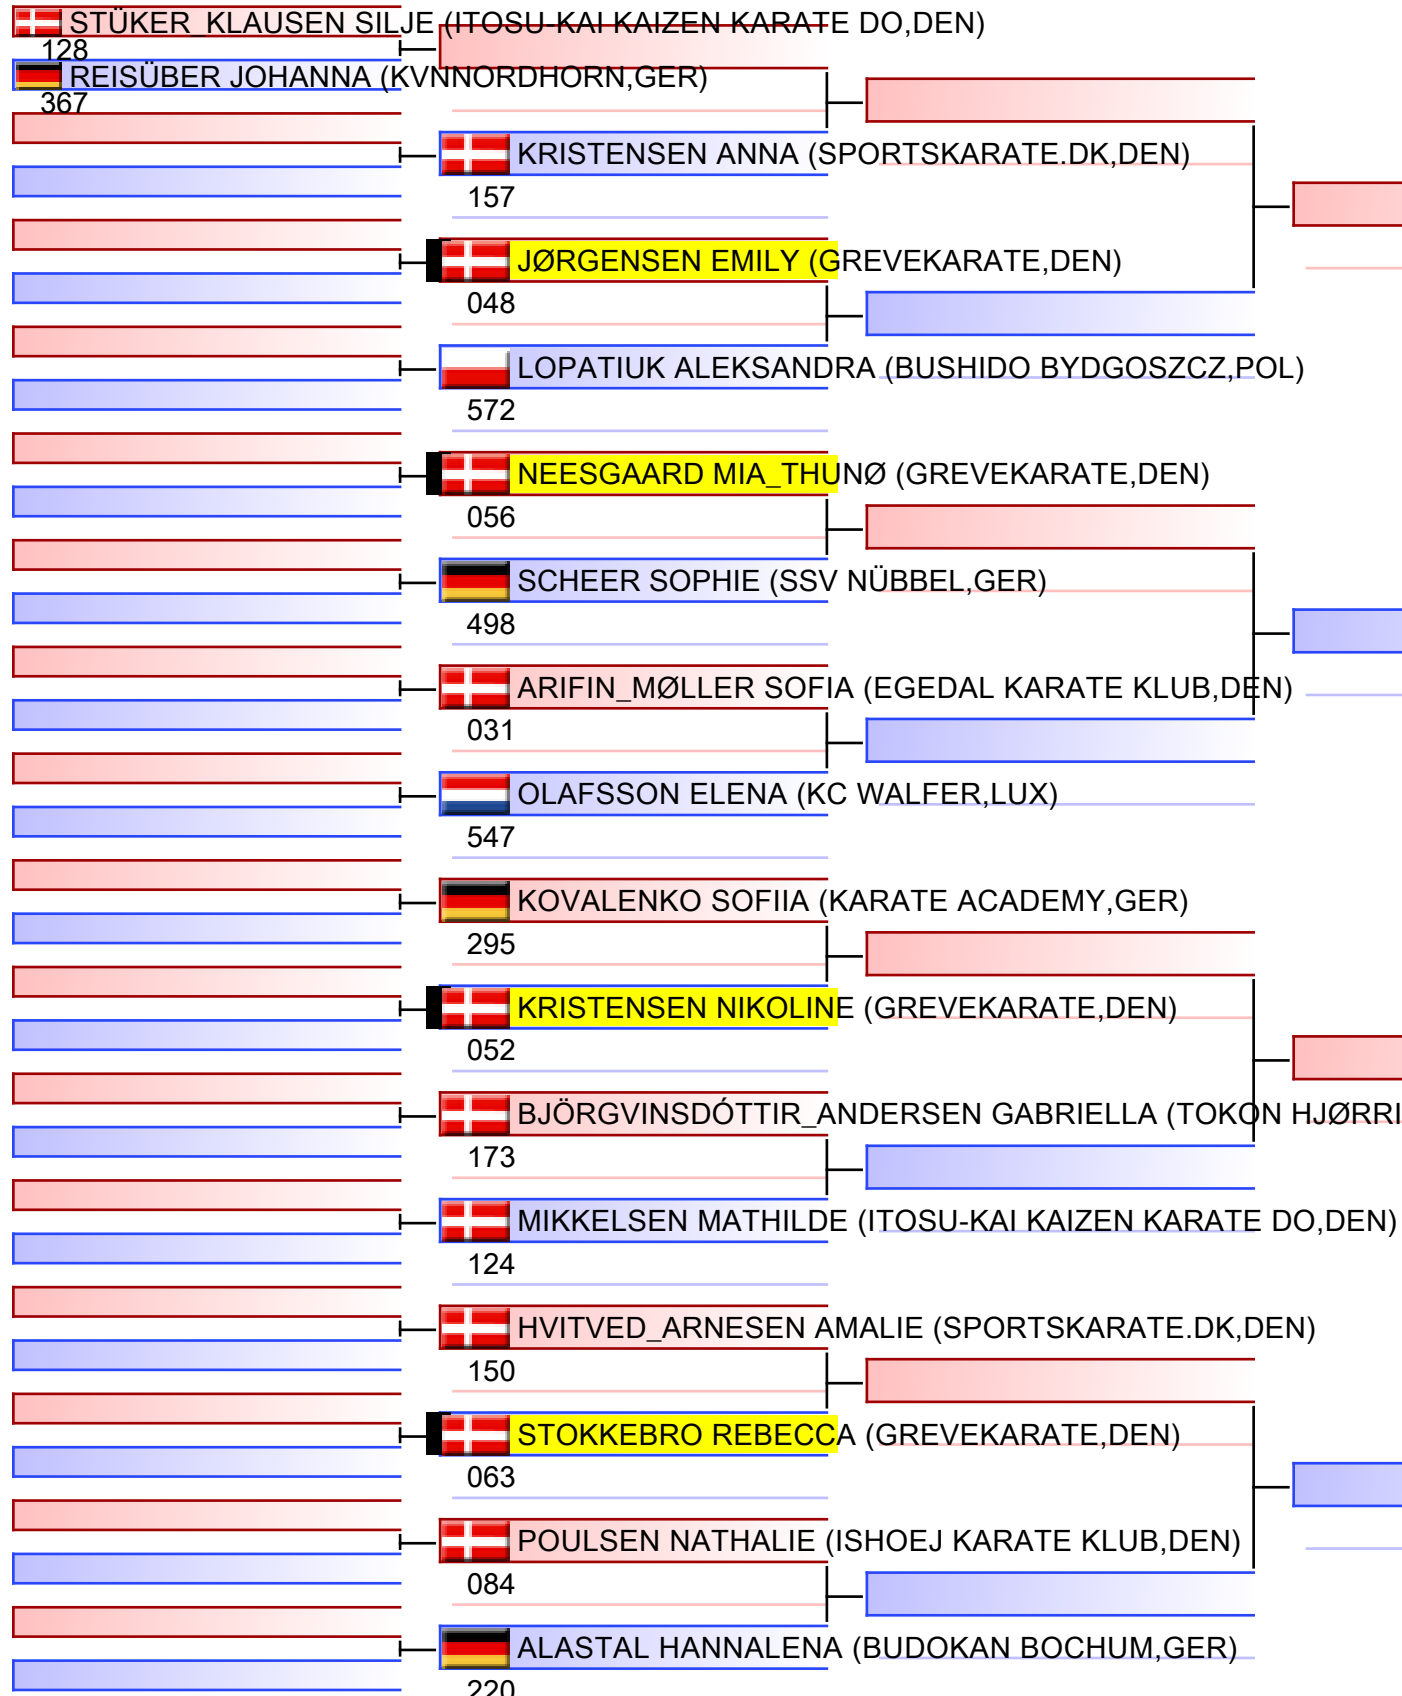 STÜKER_KLAUSEN SILJE (ITOSU-KAI KAIZEN KARATE DO,DEN)
128
REISÜBER JOHANNA (KVNNORDHORN,GER)
367
KRISTENSEN ANNA (SPORTSKARATE.DK,DEN)
157
JØRGENSEN EMILY (GREVEKARATE,DEN)
048
LOPATIUK ALEKSANDRA (BUSHIDO BYDGOSZCZ,POL)
572
NEESGAARD MIA_THUNØ (GREVEKARATE,DEN)
056
SCHEER SOPHIE (SSV NÜBBEL,GER)
498
ARIFIN_MØLLER SOFIA (EGEDAL KARATE KLUB,DEN)
031
OLAFSSON ELENA (KC WALFER,LUX)
547
KOVALENKO SOFIIA (KARATE ACADEMY,GER)
295
KRISTENSEN NIKOLINE (GREVEKARATE,DEN)
052
BJÖRGVINSDÓTTIR_ANDERSEN GABRIELLA (TOKON HJØRRI
173
MIKKELSEN MATHILDE (ITOSU-KAI KAIZEN KARATE DO,DEN)
124
HVITVED_ARNESEN AMALIE (SPORTSKARATE.DK,DEN)
150
STOKKEBRO REBECCA (GREVEKARATE,DEN)
063
POULSEN NATHALIE (ISHOEJ KARATE KLUB,DEN)
084
ALASTAL HANNALENA (BUDOKAN BOCHUM,GER)
220